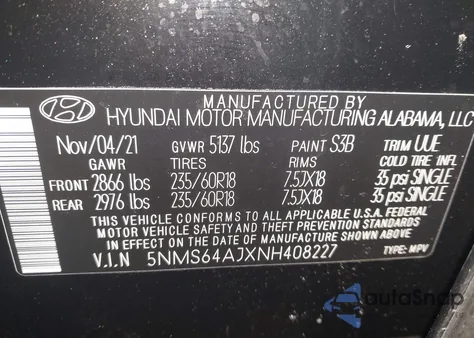 MANUFACTURED BY
HYUNDAI MOTOR MANUFACTURING ALABAMA, LLC
Nov/04/21 GVWR 5137 lbs PAINT S3B TRIM UUE
GAWR TIRES RIMS COLD TIRE INFL
FRONT 2866 lbs 235/60R18 7.5JX18 35 psi SINGLE
REAR 2976 lbs 235/60R18 7.5JX18 35 psi SINGLE
THIS VEHICLE CONFORMS TO ALL APPLICABLE U.S.A FEDERAL
MOTOR VEHICLE SAFETY AND THEFT PREVENTION STANDARDS
IN EFFECT ON THE DATE OF MANUFACTURE SHOWN ABOVE.
V.I.N 5NMS64AJXNH408227 TYPE: MPV
autoSnap